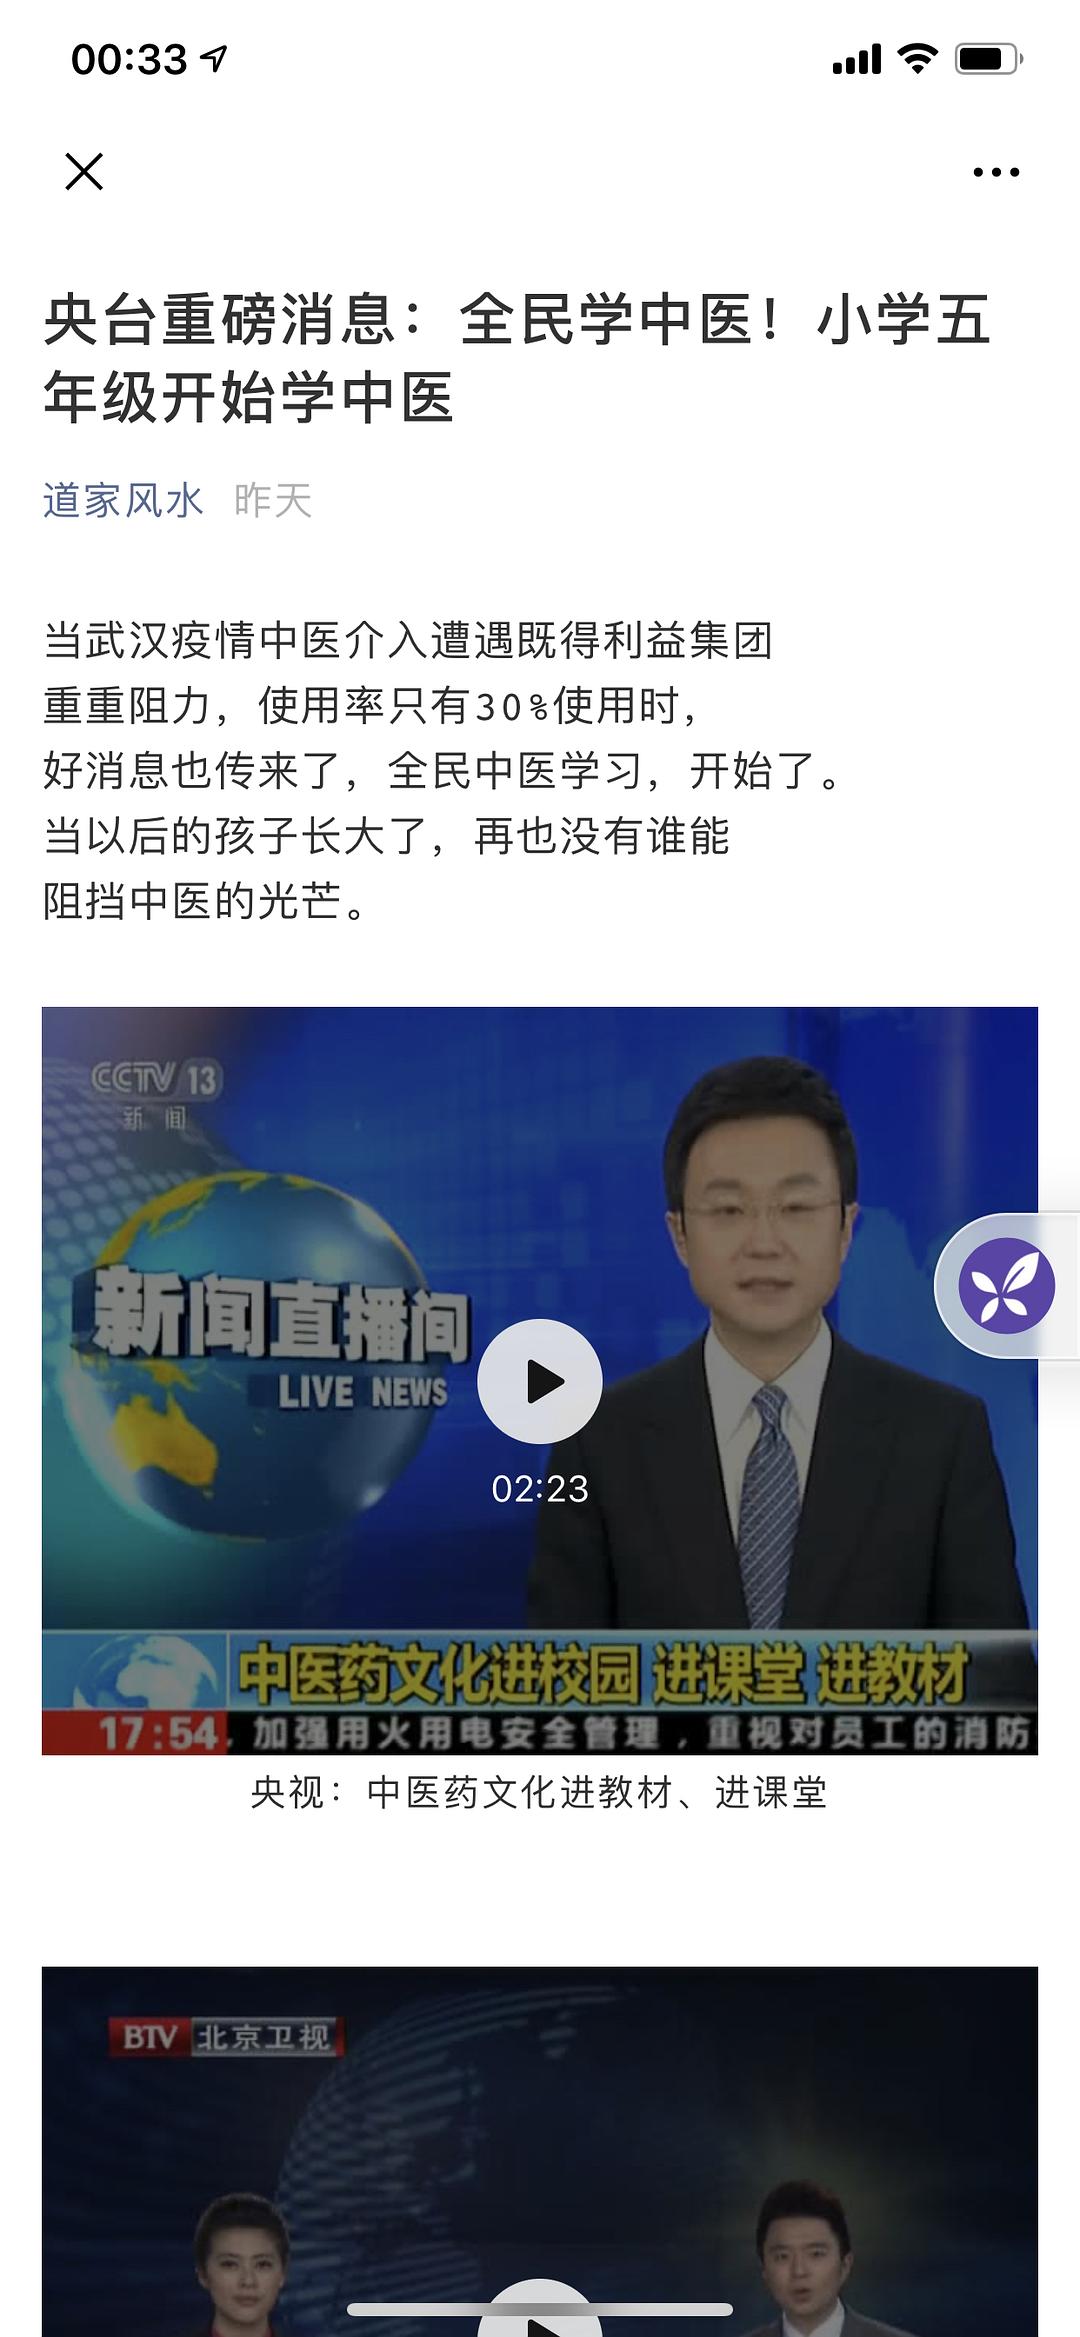 00:33
央台重磅消息：全民学中医！小学五
年级开始学中医
道家风水 昨天
当武汉疫情中医介入遭遇既得利益集团
重重阻力，使用率只有30%使用时，
好消息也传来了，全民中医学习，开始了。
当以后的孩子长大了，再也没有谁能
阻挡中医的光芒。
CCTV 13
新闻
新闻直播间
LIVE NEWS
02:23
中医药文化进校园 进课堂 进教材
17:54 加强用火用电安全管理，重视对员工的消防
央视：中医药文化进教材、进课堂
BTV 北京卫视